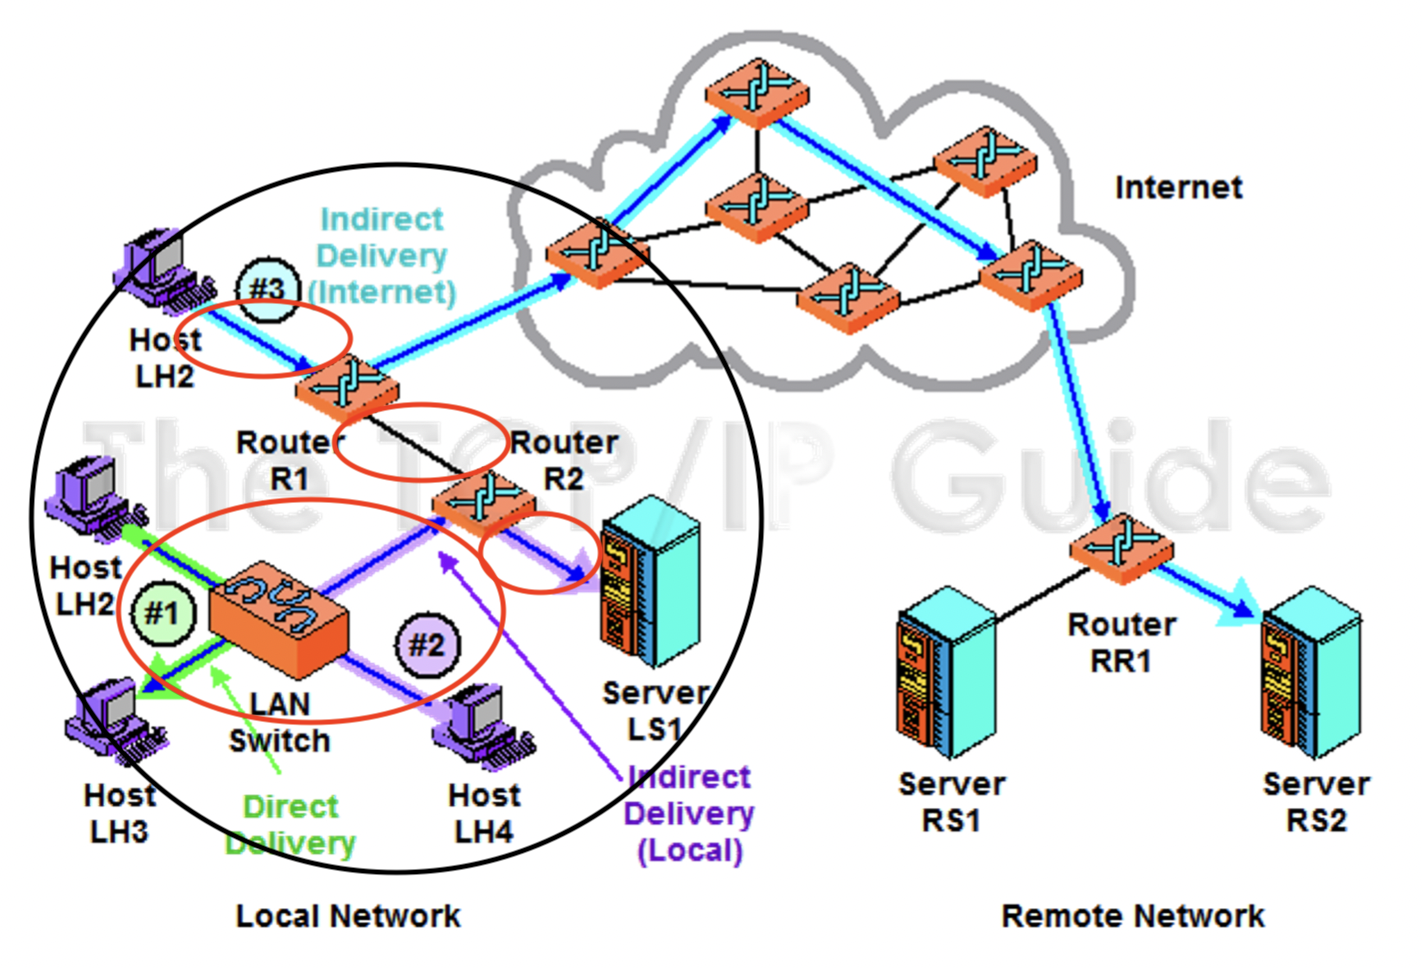 Internet
Indirect
Delivery
(Internet)
#3
Host
LH2
Router
R1
Router
R2
The TCP/IP Guide
Host
LH2
#1
#2
LAN
Switch
Server
LS1
Host
LH3
Direct
Delivery
Host
LH4
Indirect
Delivery
(Local)
Router
RR1
Server
RS1
Server
RS2
Local Network
Remote Network